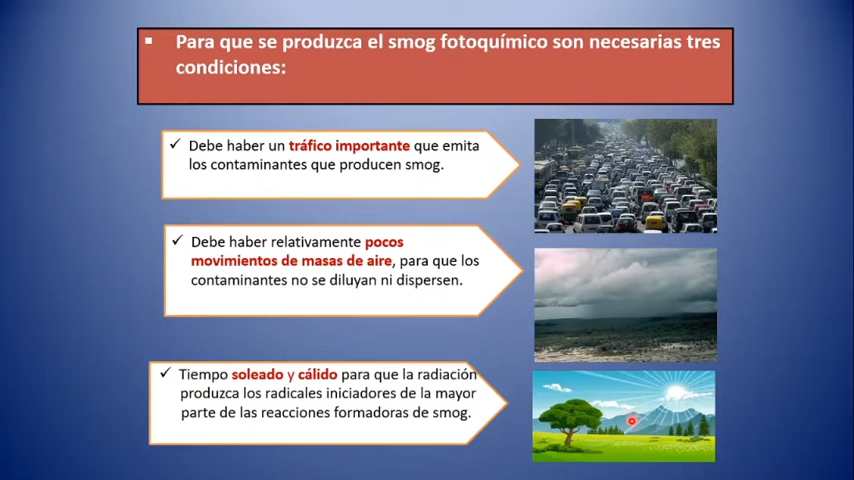 ▪ Para que se produzca el smog fotoquímico son necesarias tres
condiciones:
✓ Debe haber un tráfico importante que emita
los contaminantes que producen smog.
✓ Debe haber relativamente pocos
movimientos de masas de aire, para que los
contaminantes no se diluyan ni dispersen.
✓ Tiempo soleado y cálido para que la radiación
produzca los radicales iniciadores de la mayor
parte de las reacciones formadoras de smog.